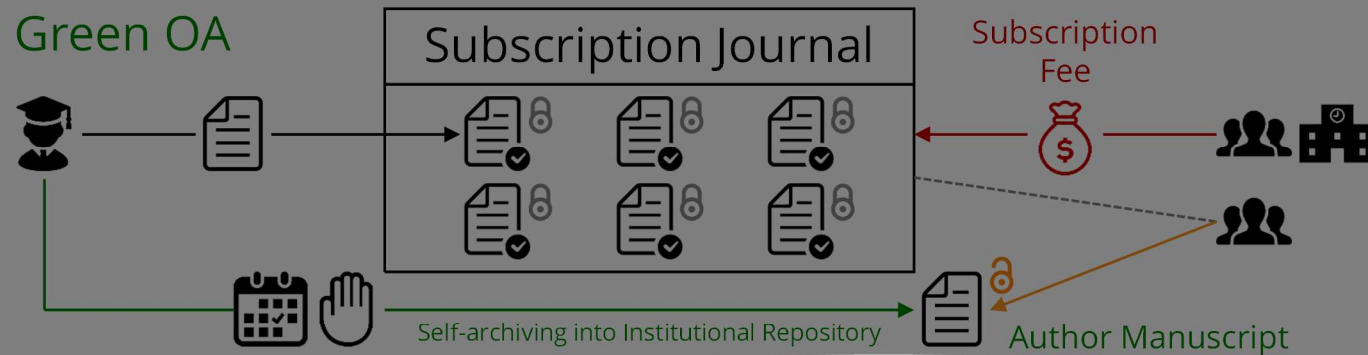 Green OA
Subscription Journal
Subscription
Fee
$
Self-archiving into Institutional Repository
Author Manuscript